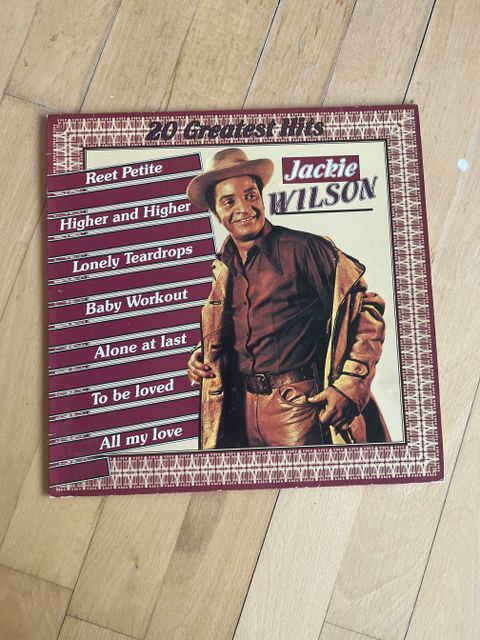 20 Greatest Hits
Jackie
WILSON
Reet Petite
Higher and Higher
Lonely Teardrops
Baby Workout
Alone at last
To be loved
All my love